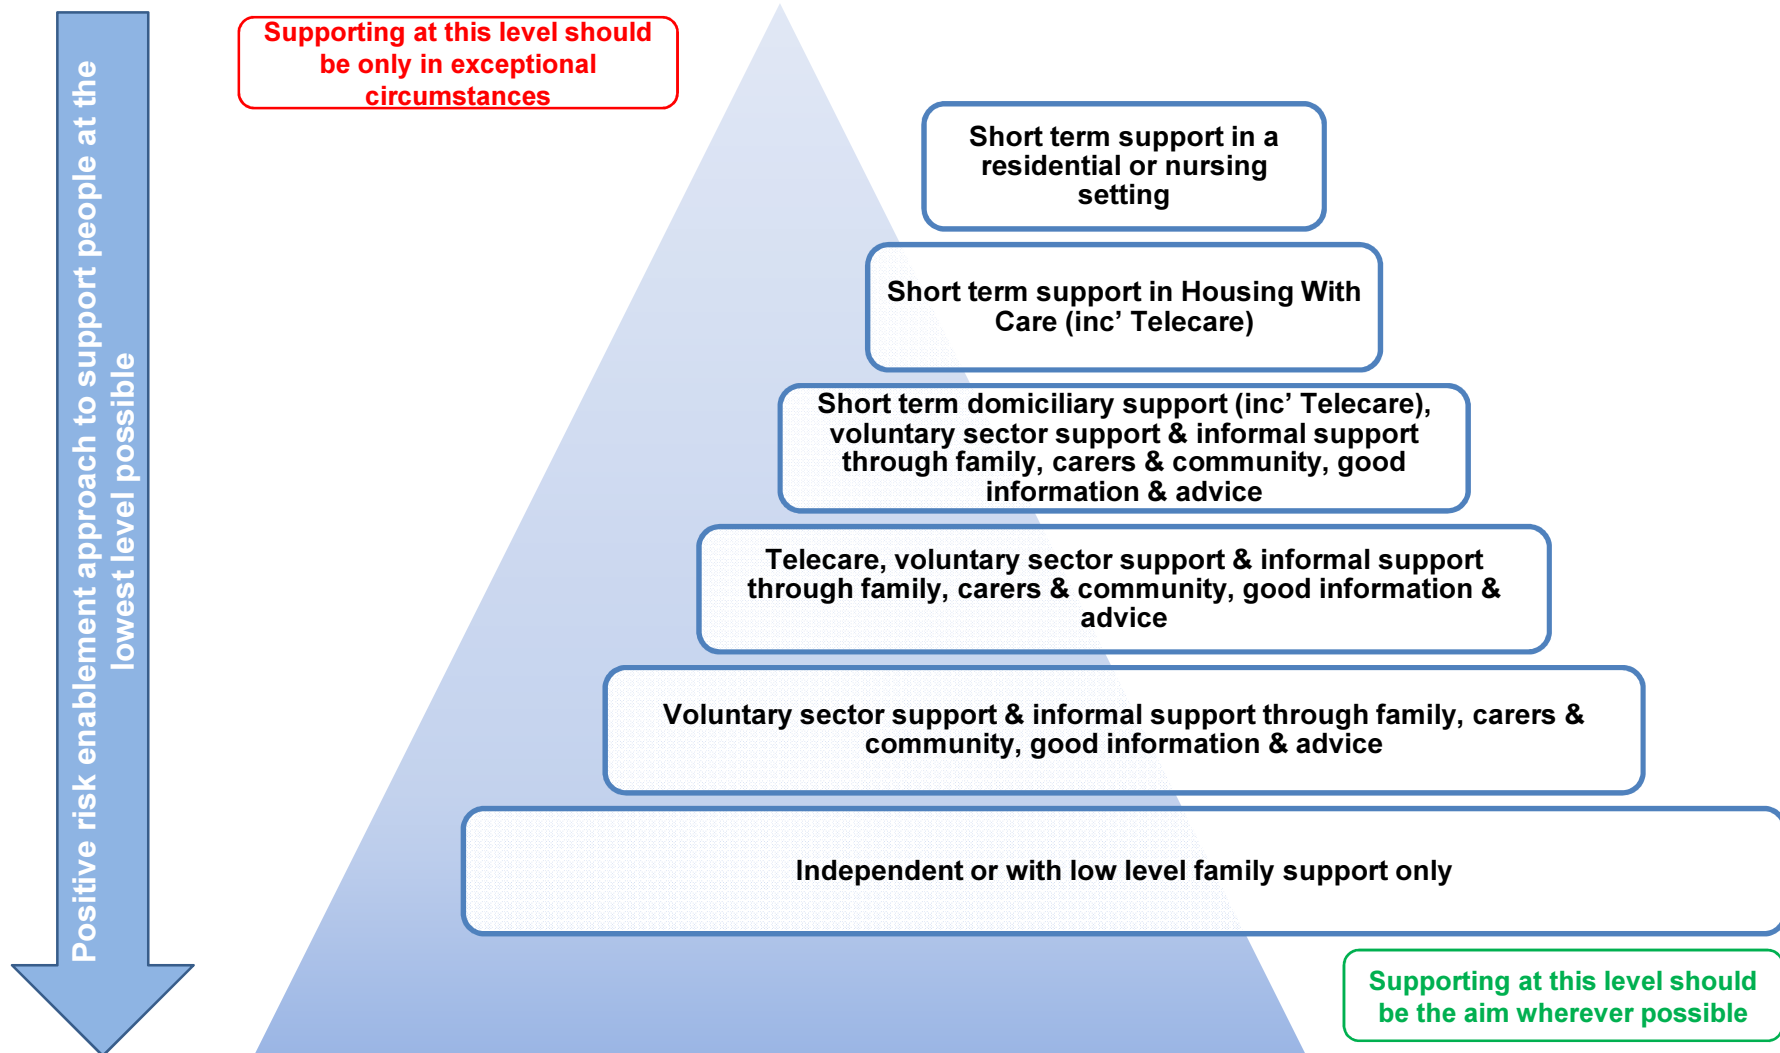 Positive risk enablement approach to support people at the
lowest level possible
Supporting at this level should
be only in exceptional
circumstances
Short term support in a
residential or nursing
setting
Short term support in Housing With
Care (inc’ Telecare)
Short term domiciliary support (inc’ Telecare),
voluntary sector support & informal support
through family, carers & community, good
information & advice
Telecare, voluntary sector support & informal support
through family, carers & community, good information &
advice
Voluntary sector support & informal support through family, carers &
community, good information & advice
Independent or with low level family support only
Supporting at this level should
be the aim wherever possible